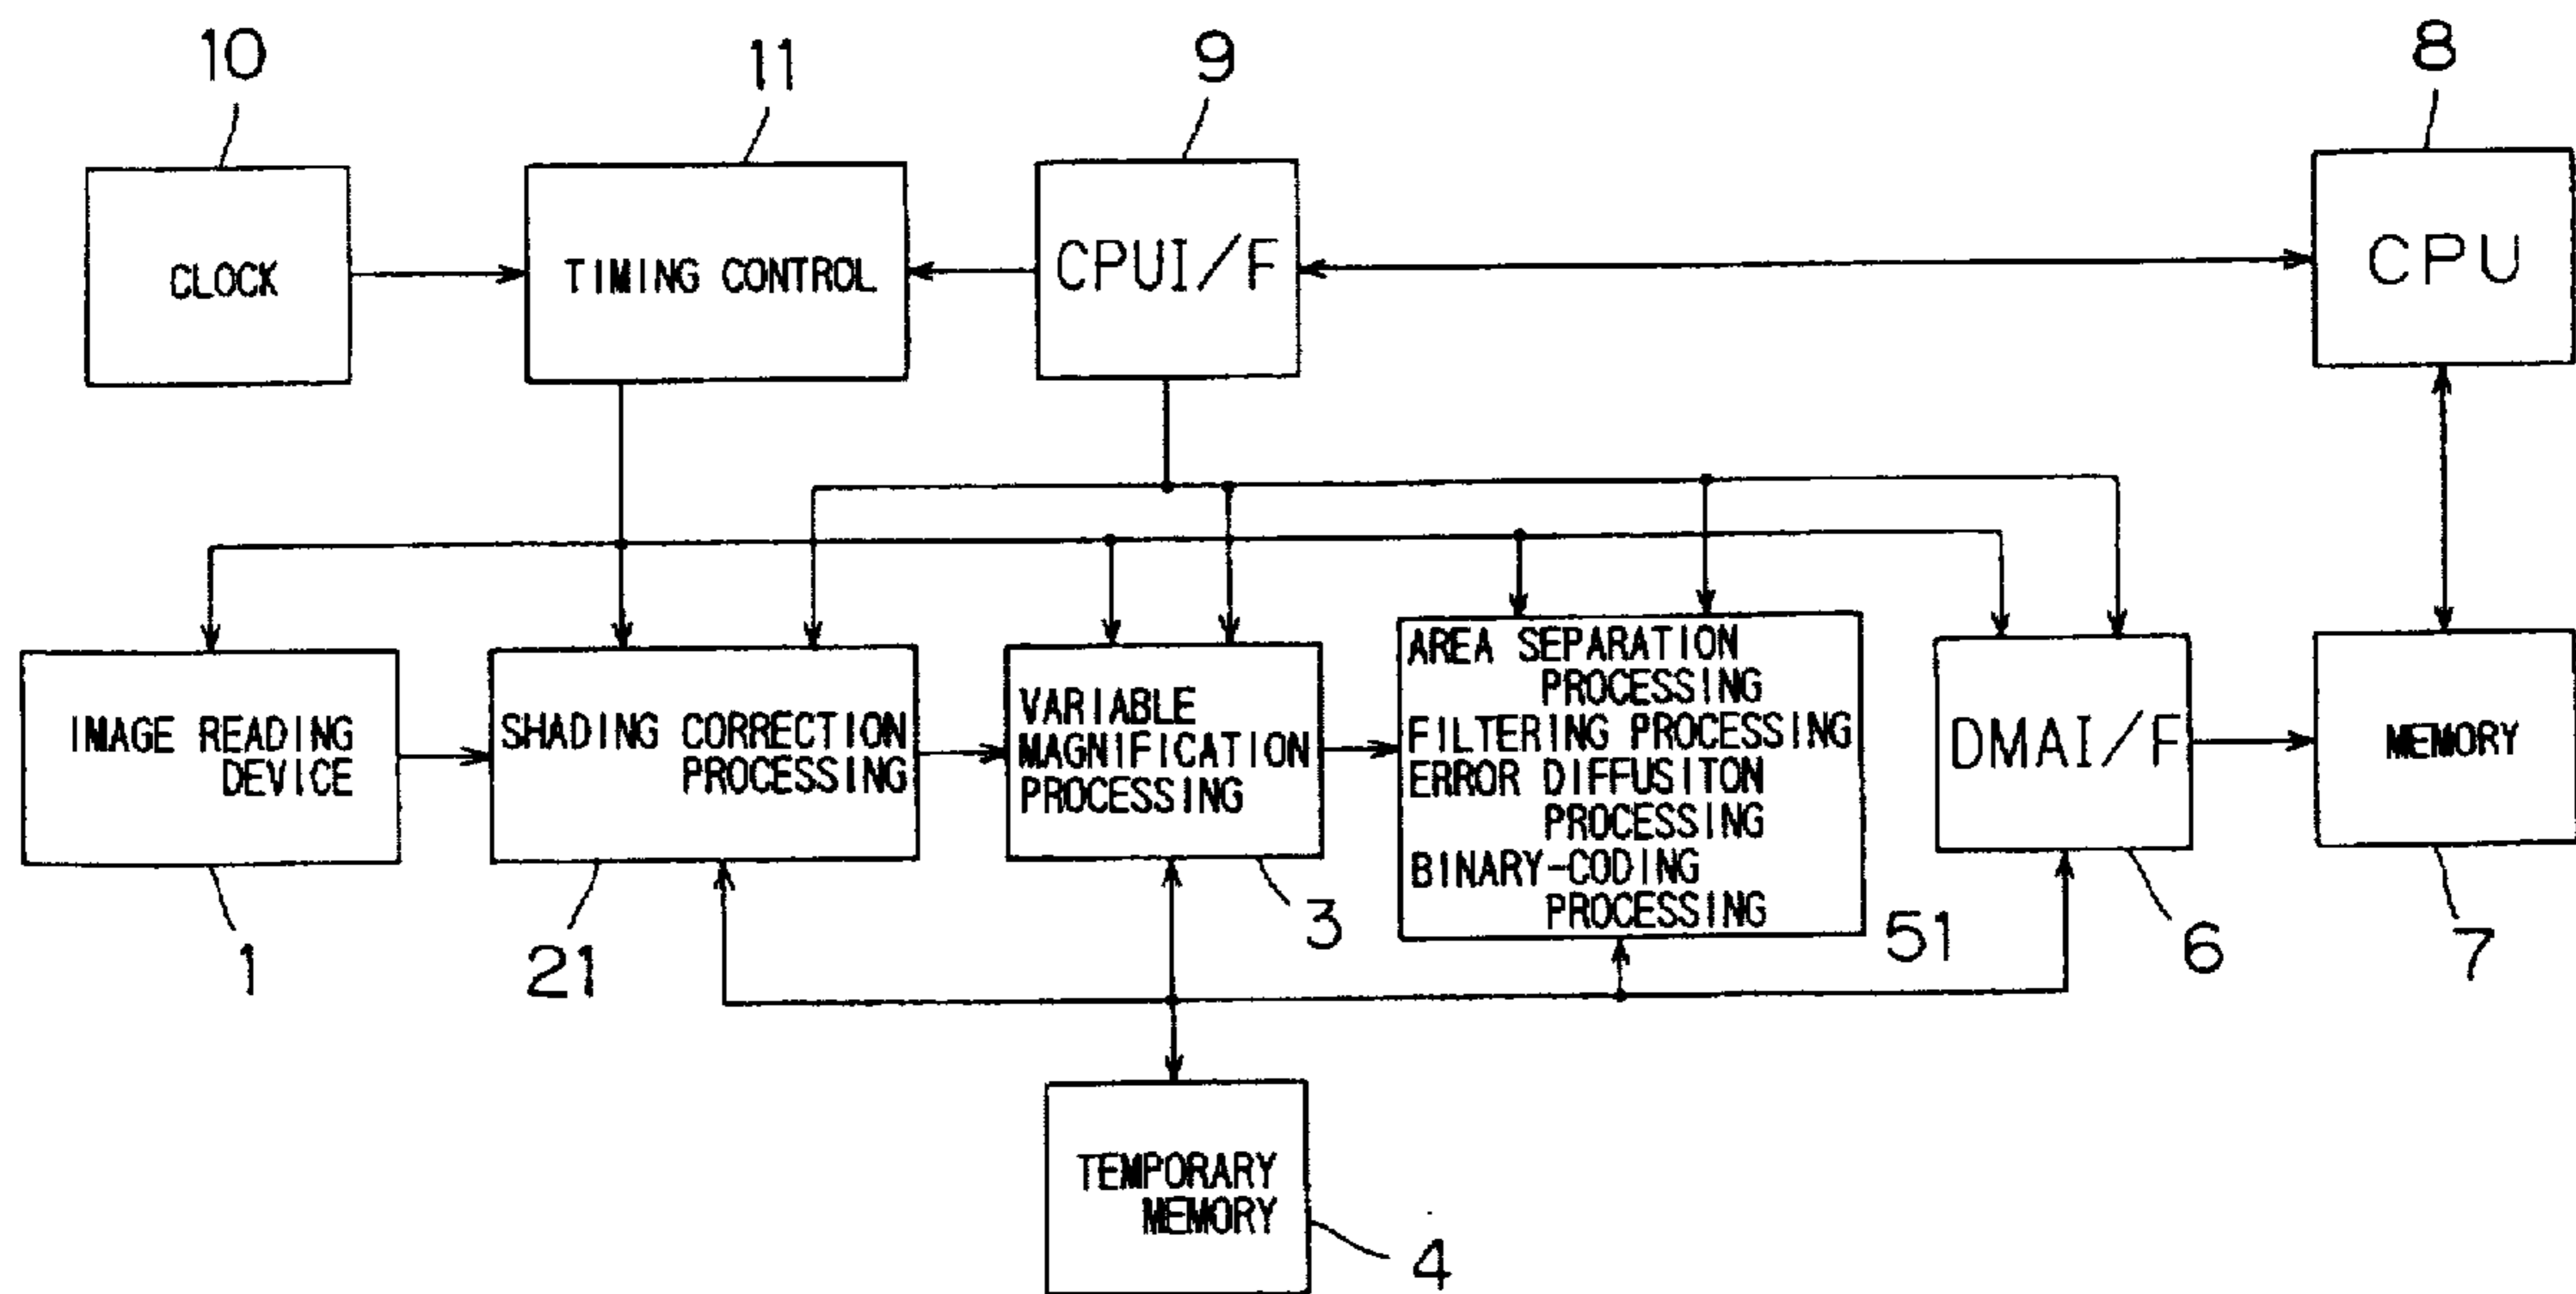 10
11
9
8
CLOCK
TIMING CONTROL
CPUI/F
CPU
IMAGE READING
DEVICE
SHADING CORRECTION
PROCESSING
VARIABLE
MAGNIFICATION
PROCESSING
AREA SEPARATION
PROCESSING
FILTERING PROCESSING
ERROR DIFFUSITON
PROCESSING
BINARY-CODING
PROCESSING
DMAI/F
MEMORY
1
21
3
51
6
7
TEMPORARY
MEMORY
4